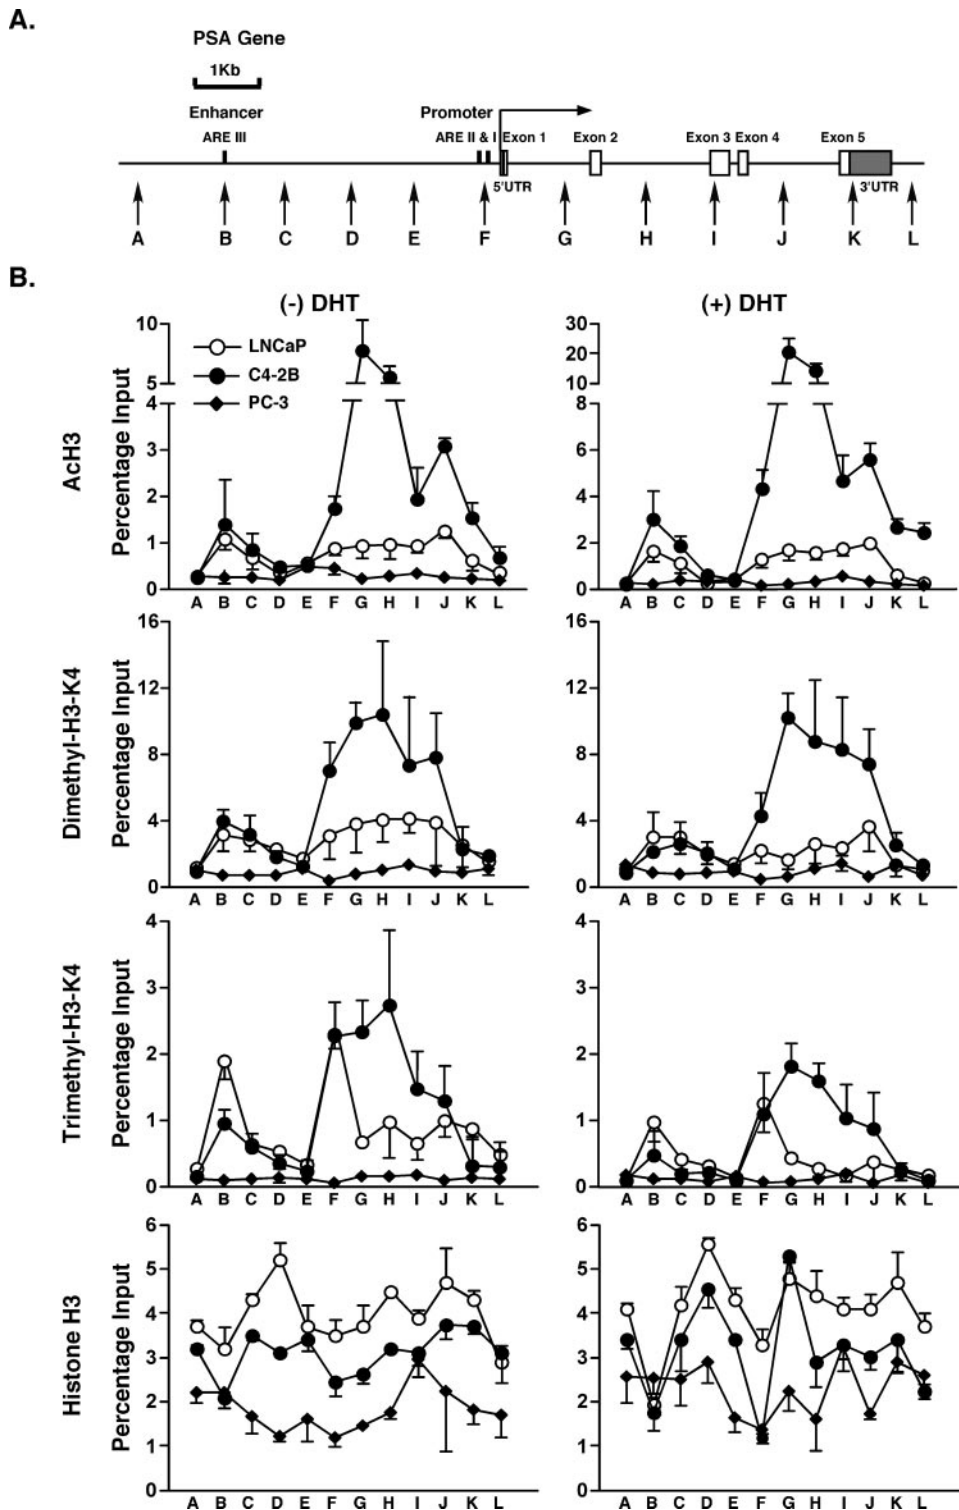 A.
PSA Gene
1Kb
Enhancer
Promoter
ARE III
ARE II & I
Exon 1
Exon 2
Exon 3
Exon 4
Exon 5
5'UTR
3'UTR
A B C D E F G H I J K L
B.
(-) DHT
(+) DHT
LNCaP
C4-2B
PC-3
AcH3
Percentage Input
10
5
4
3
2
1
0
A B C D E F G H I J K L
30
20
10
8
6
4
2
0
A B C D E F G H I J K L
Dimethyl-H3-K4
Percentage Input
16
12
8
4
0
A B C D E F G H I J K L
16
12
8
4
0
A B C D E F G H I J K L
Trimethyl-H3-K4
Percentage Input
4
3
2
1
0
A B C D E F G H I J K L
4
3
2
1
0
A B C D E F G H I J K L
Histone H3
Percentage Input
6
5
4
3
2
1
0
A B C D E F G H I J K L
6
5
4
3
2
1
0
A B C D E F G H I J K L